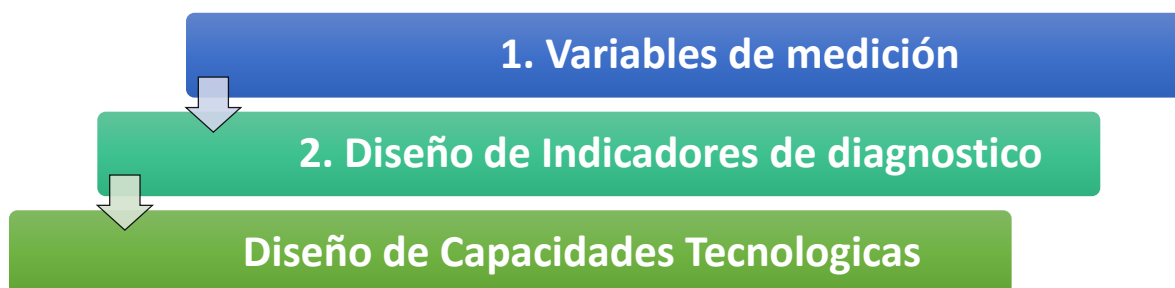 1. Variables de medición
2. Diseño de Indicadores de diagnostico
Diseño de Capacidades Tecnologicas